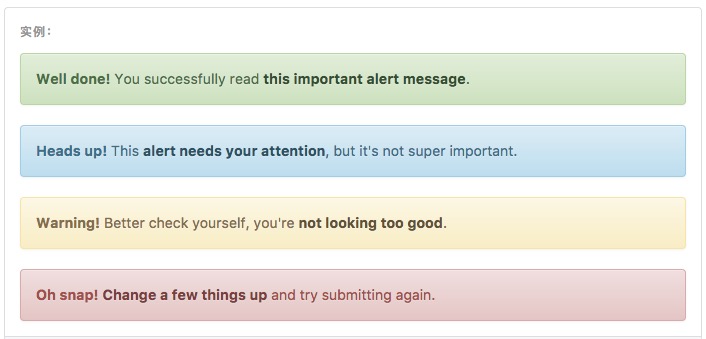 实例：
Well done! You successfully read this important alert message.
Heads up! This alert needs your attention, but it's not super important.
Warning! Better check yourself, you're not looking too good.
Oh snap! Change a few things up and try submitting again.